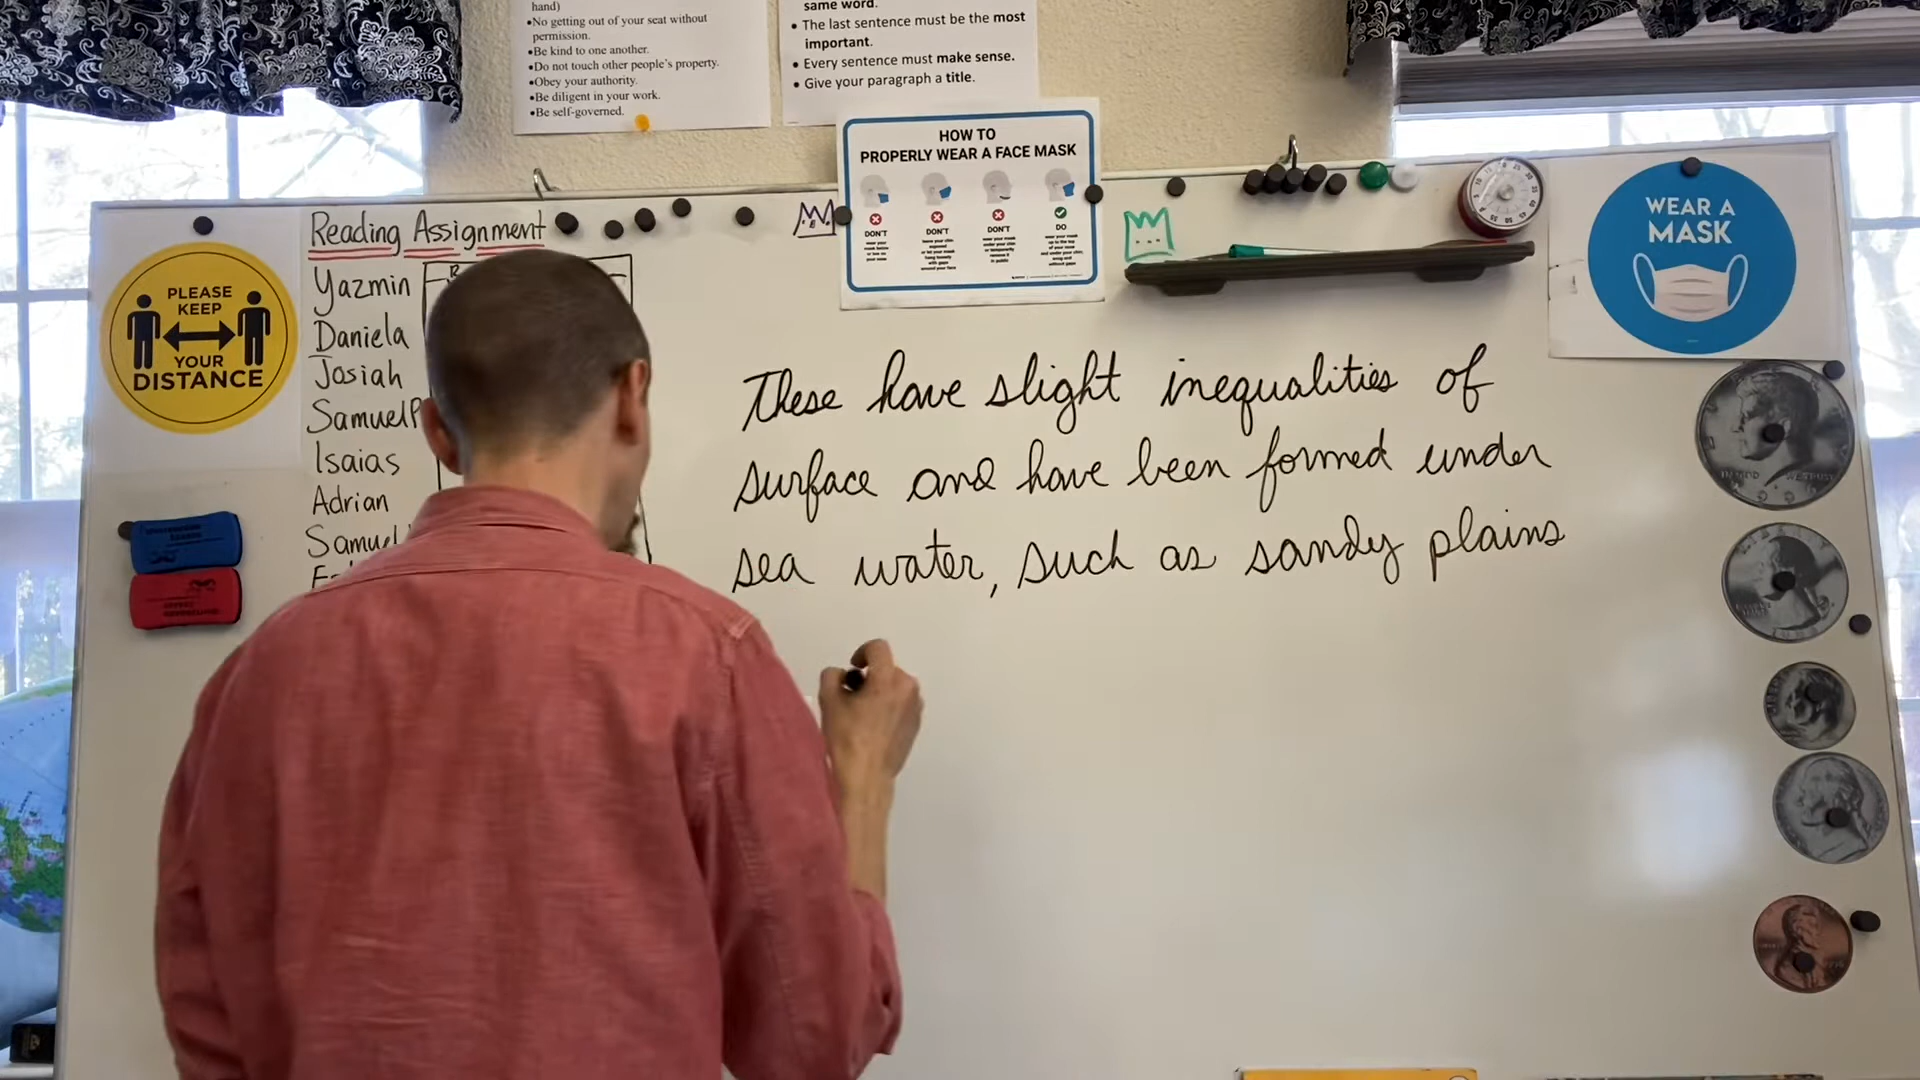 hand)
•No getting out of your seat without
permission.
•Be kind to one another.
•Do not touch other people's property.
•Obey your authority.
•Be diligent in your work.
•Be self-governed.
same word.
• The last sentence must be the most
important.
• Every sentence must make sense.
• Give your paragraph a title.
HOW TO
PROPERLY WEAR A FACE MASK
DON'T
DON'T
DON'T
DO
WEAR A
MASK
PLEASE
KEEP
YOUR
DISTANCE
Reading Assignment
Yazmin
Daniela
Josiah
Samuel P
Isaias
Adrian
Samuel
These have slight inequalities of
surface and have been formed under
sea water, such as sandy plains